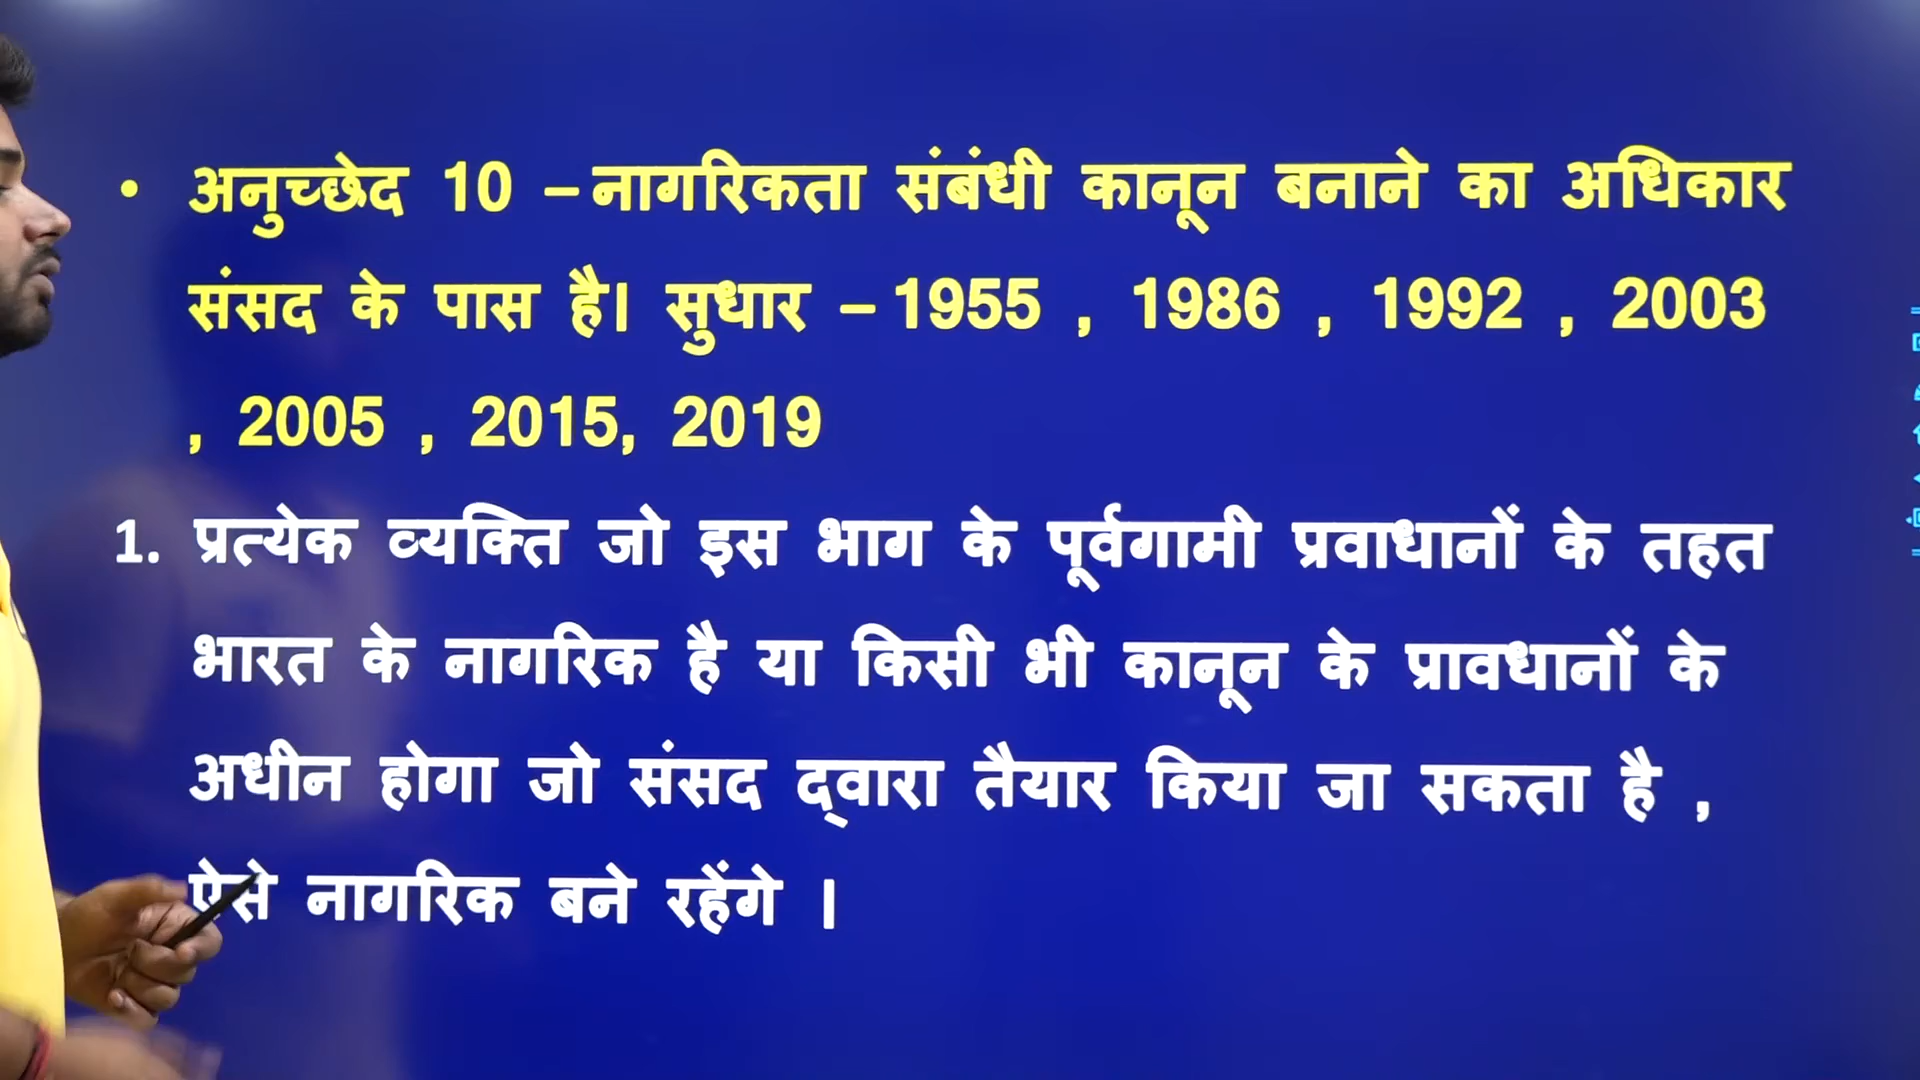 • अनुच्छेद 10 – नागरिकता संबंधी कानून बनाने का अधिकार
संसद के पास है। सुधार – 1955 , 1986 , 1992 , 2003
, 2005 , 2015, 2019
1. प्रत्येक व्यक्ति जो इस भाग के पूर्वगामी प्रवाधानों के तहत
भारत के नागरिक है या किसी भी कानून के प्रावधानों के
अधीन होगा जो संसद द्वारा तैयार किया जा सकता है ,
ऐसे नागरिक बने रहेंगे ।